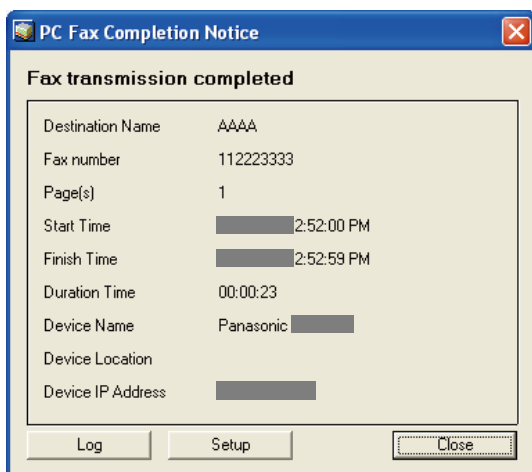 PC Fax Completion Notice
Fax transmission completed
Destination Name AAAA
Fax number 112223333
Page(s) 1
Start Time 2:52:00 PM
Finish Time 2:52:59 PM
Duration Time 00:00:23
Device Name Panasonic
Device Location
Device IP Address
Log Setup Close